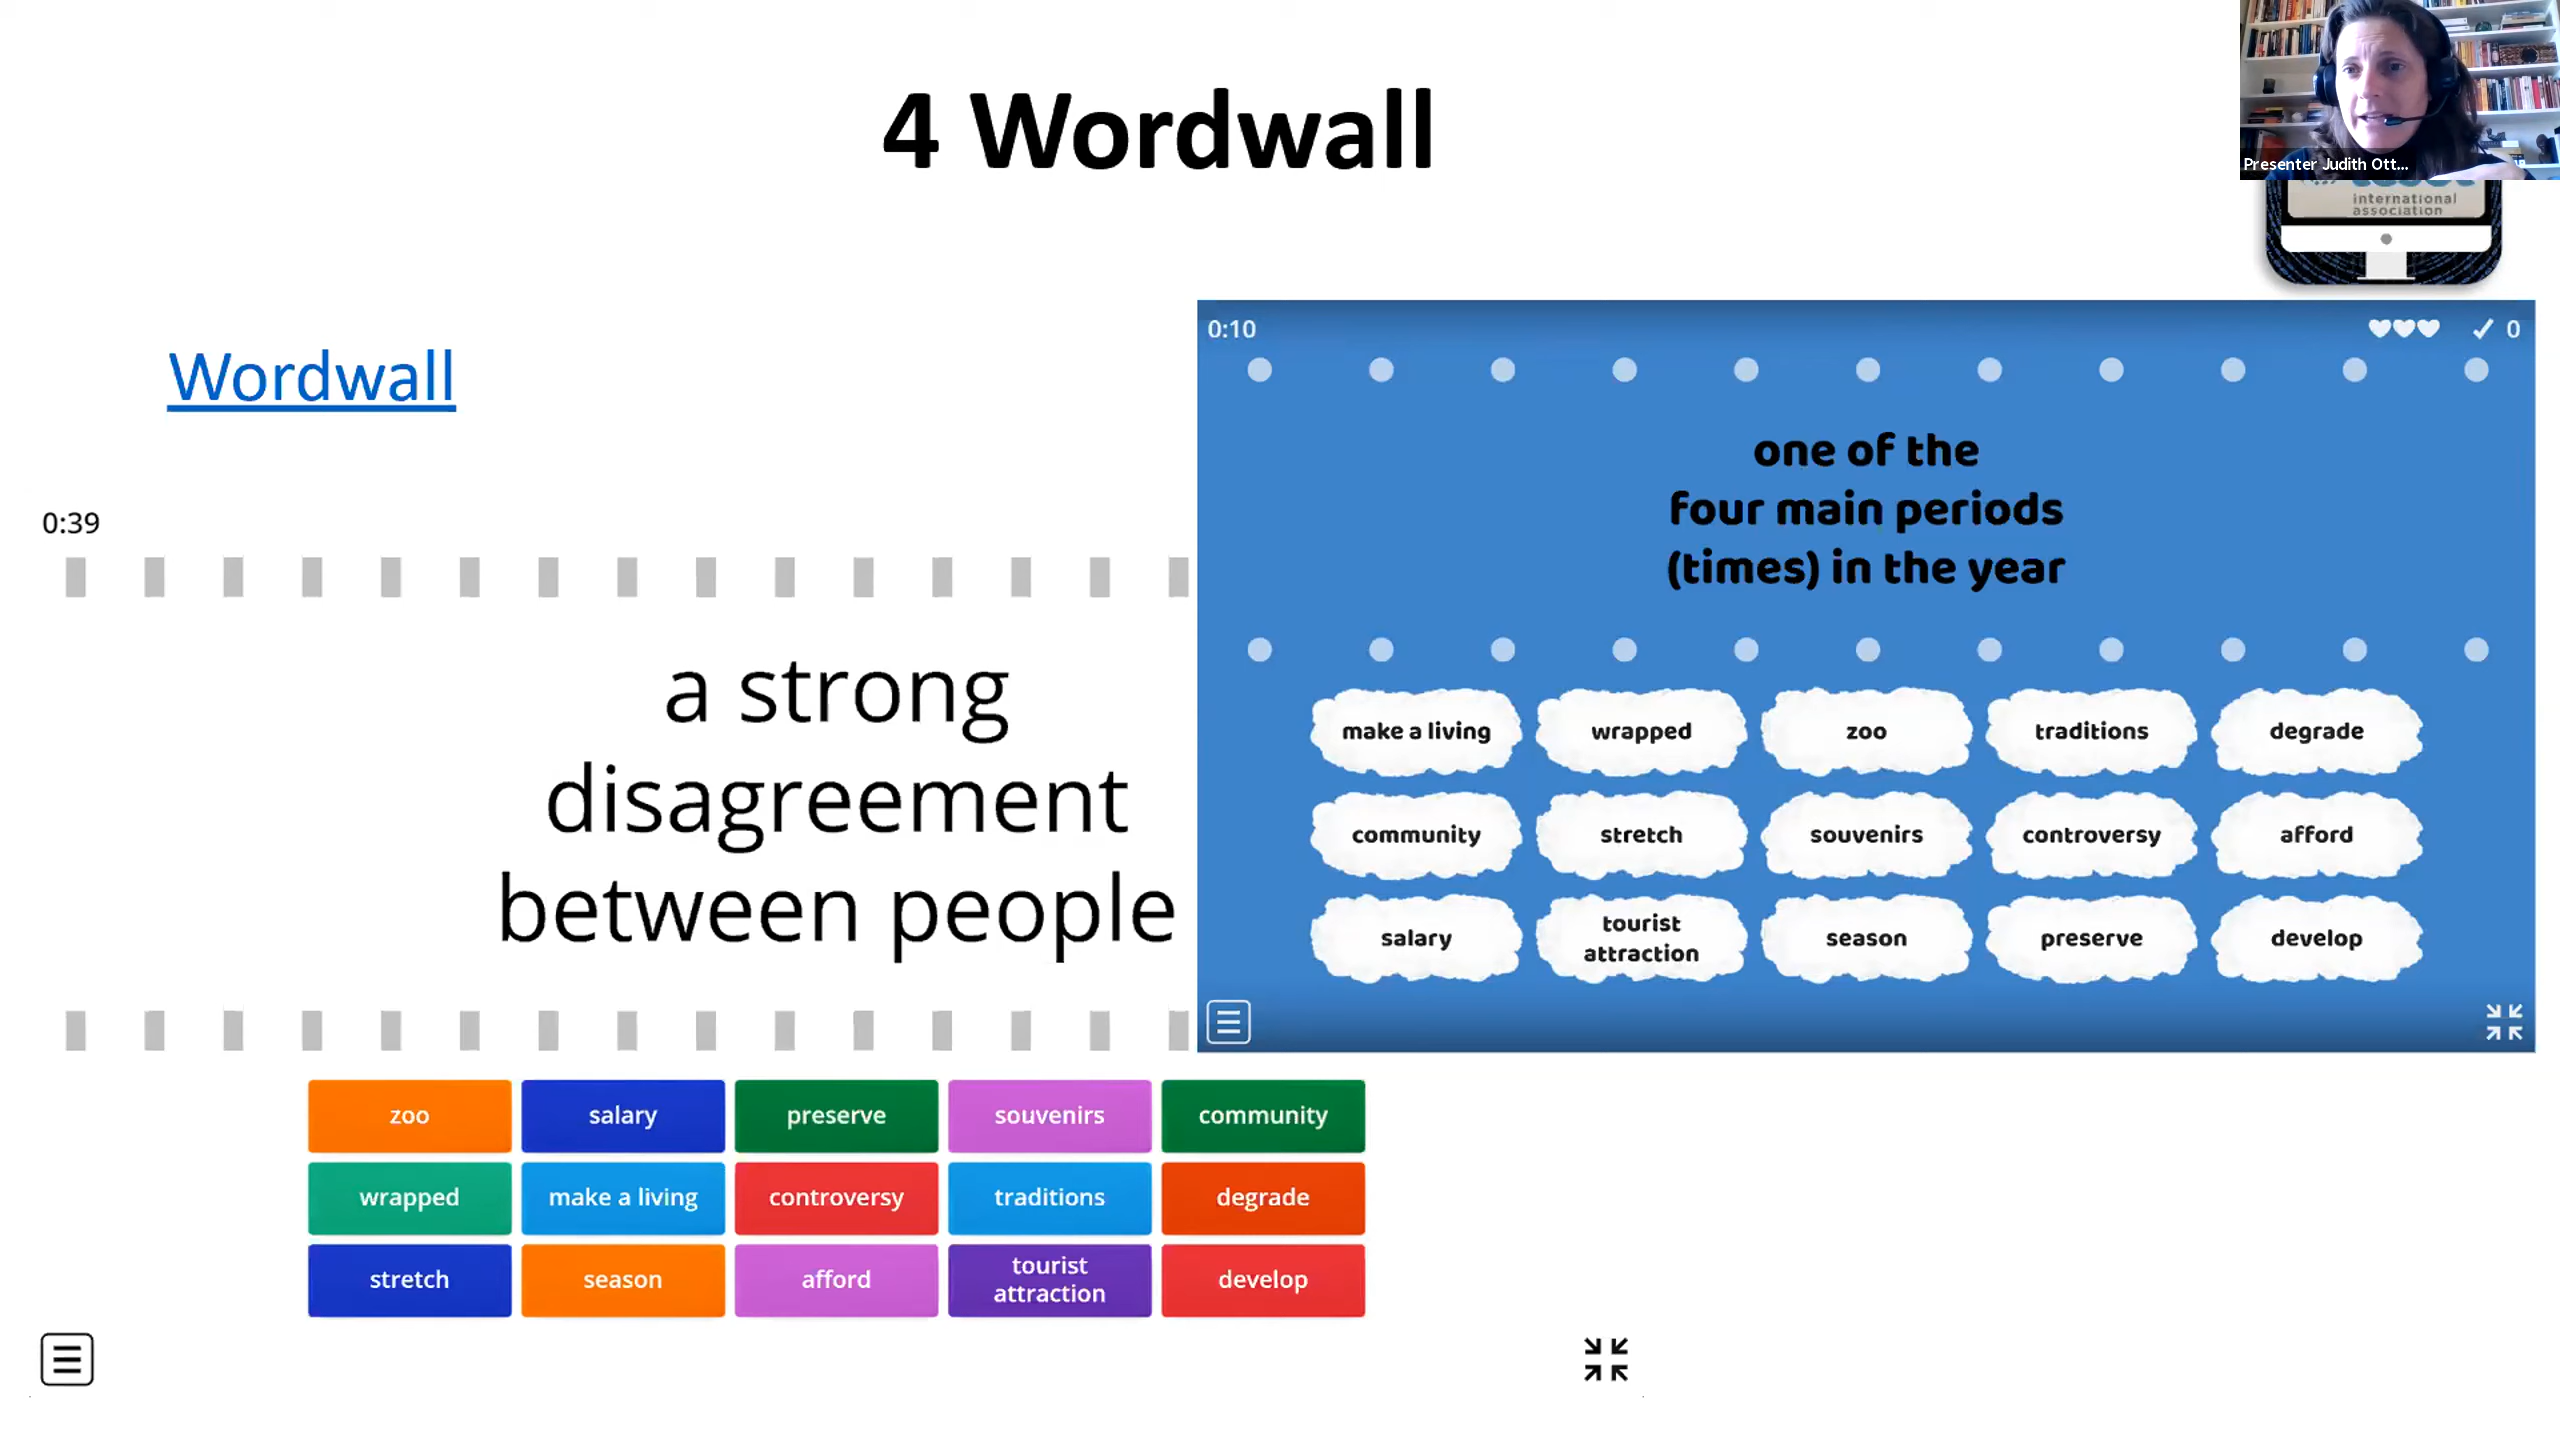 4 Wordwall
Presenter Judith Ott...
international
association
Wordwall
0:39
a strong
disagreement
between people
zoo
salary
preserve
souvenirs
community
wrapped
make a living
controversy
traditions
degrade
stretch
season
afford
tourist
attraction
develop
0:10
0
one of the
four main periods
(times) in the year
make a living
wrapped
zoo
traditions
degrade
community
stretch
souvenirs
controversy
afford
salary
tourist
attraction
season
preserve
develop